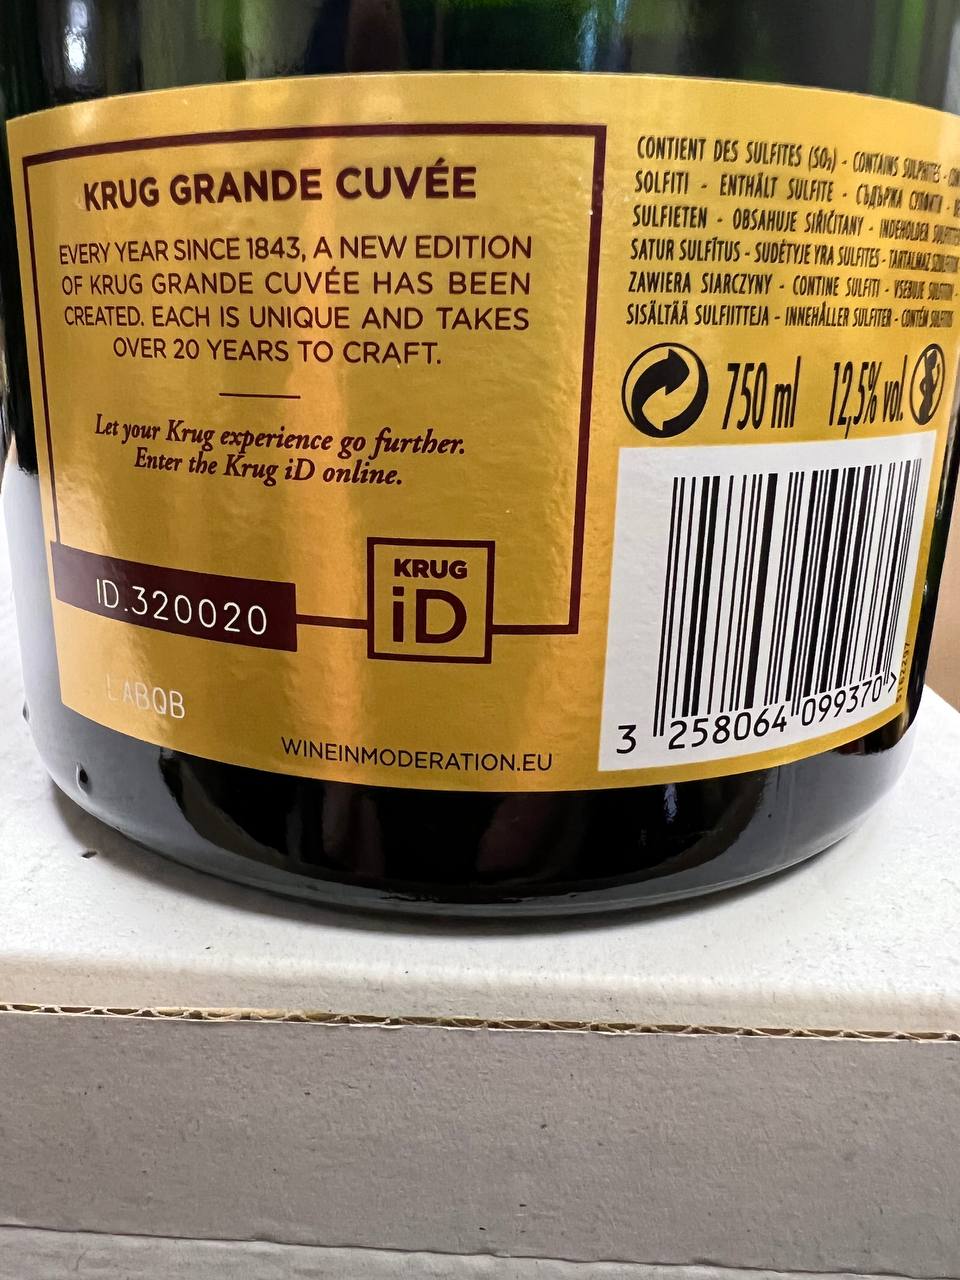 KRUG GRANDE CUVÉE
EVERY YEAR SINCE 1843, A NEW EDITION
OF KRUG GRANDE CUVÉE HAS BEEN
CREATED. EACH IS UNIQUE AND TAKES
OVER 20 YEARS TO CRAFT.
Let your Krug experience go further.
Enter the Krug iD online.
ID.320020
KRUG
iD
L ABQB
WINEINMODERATION.EU
CONTIENT DES SULFITES (SO₂) - CONTAINS SULPHITES -
SOLFITI - ENTHÄLT SULFITE - СЪДЪРЖА СУЛФИТИ -
SULFIETEN - OBSAHUJE SIŘIČITANY - INDEHOLDER
SATUR SULFĪTUS - SUDĖTYJE YRA SULFITES - TARTALMAZ
ZAWIERA SIARCZYNY - CONTINE SULFITI - VSEBUJE
SISÄLTÄÄ SULFIITTEJA - INNEHÅLLER SULFITER - CONTÉM
750 ml 12,5% vol.
3 258064 099370 >